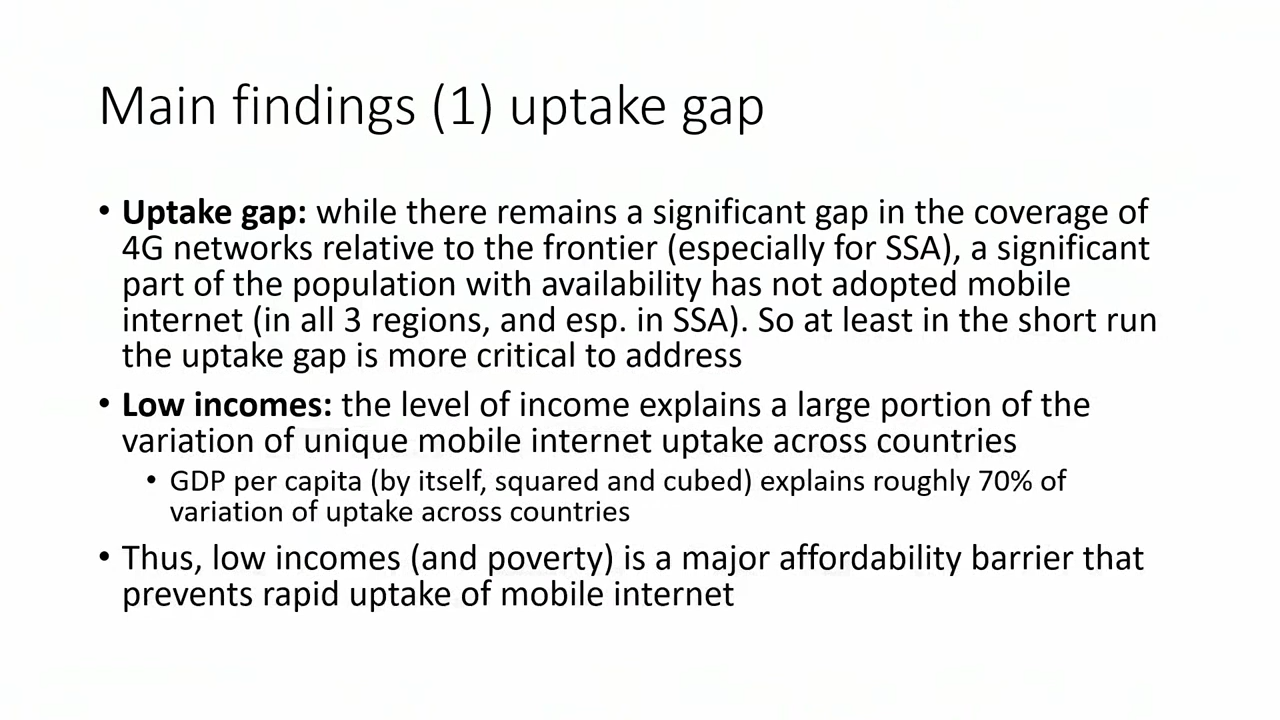 Main findings (1) uptake gap
• Uptake gap: while there remains a significant gap in the coverage of
4G networks relative to the frontier (especially for SSA), a significant
part of the population with availability has not adopted mobile
internet (in all 3 regions, and esp. in SSA). So at least in the short run
the uptake gap is more critical to address
• Low incomes: the level of income explains a large portion of the
variation of unique mobile internet uptake across countries
• GDP per capita (by itself, squared and cubed) explains roughly 70% of
variation of uptake across countries
• Thus, low incomes (and poverty) is a major affordability barrier that
prevents rapid uptake of mobile internet